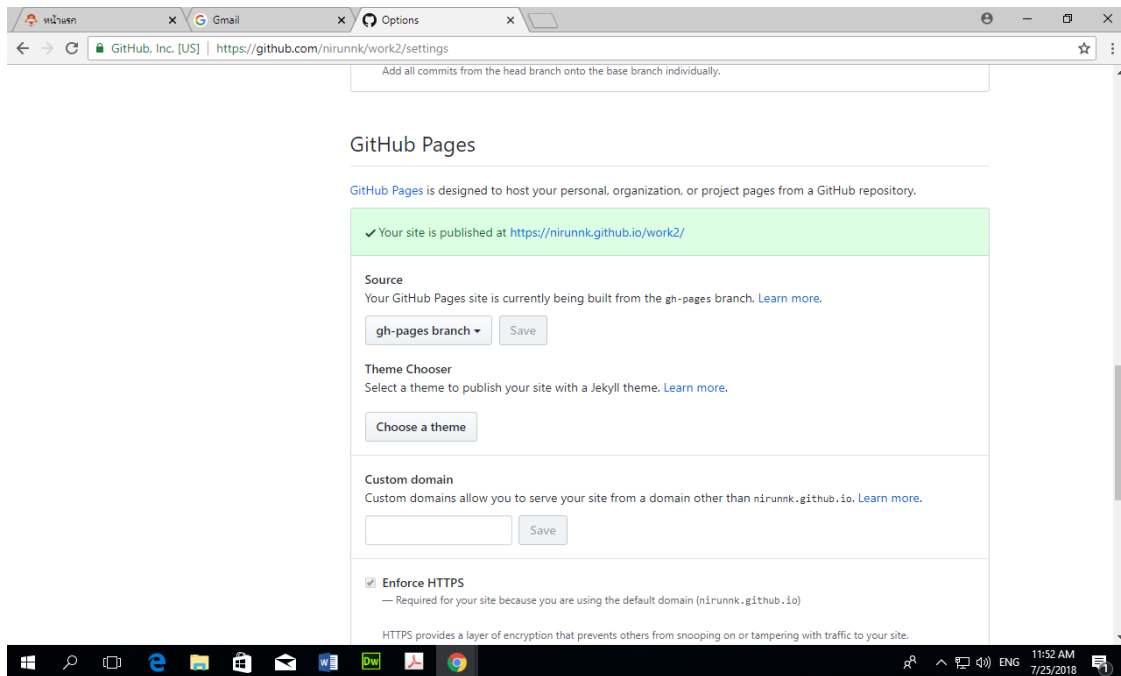 หน้าแรก
Gmail
Options
GitHub, Inc. [US] | https://github.com/nirunnk/work2/settings
Add all commits from the head branch onto the base branch individually.
GitHub Pages
GitHub Pages is designed to host your personal, organization, or project pages from a GitHub repository.
✓ Your site is published at https://nirunnk.github.io/work2/
Source
Your GitHub Pages site is currently being built from the gh-pages branch. Learn more.
gh-pages branch
Save
Theme Chooser
Select a theme to publish your site with a Jekyll theme. Learn more.
Choose a theme
Custom domain
Custom domains allow you to serve your site from a domain other than nirunnk.github.io. Learn more.
Save
Enforce HTTPS
— Required for your site because you are using the default domain (nirunnk.github.io)
HTTPS provides a layer of encryption that prevents others from snooping on or tampering with traffic to your site.
ENG
11:52 AM
7/25/2018